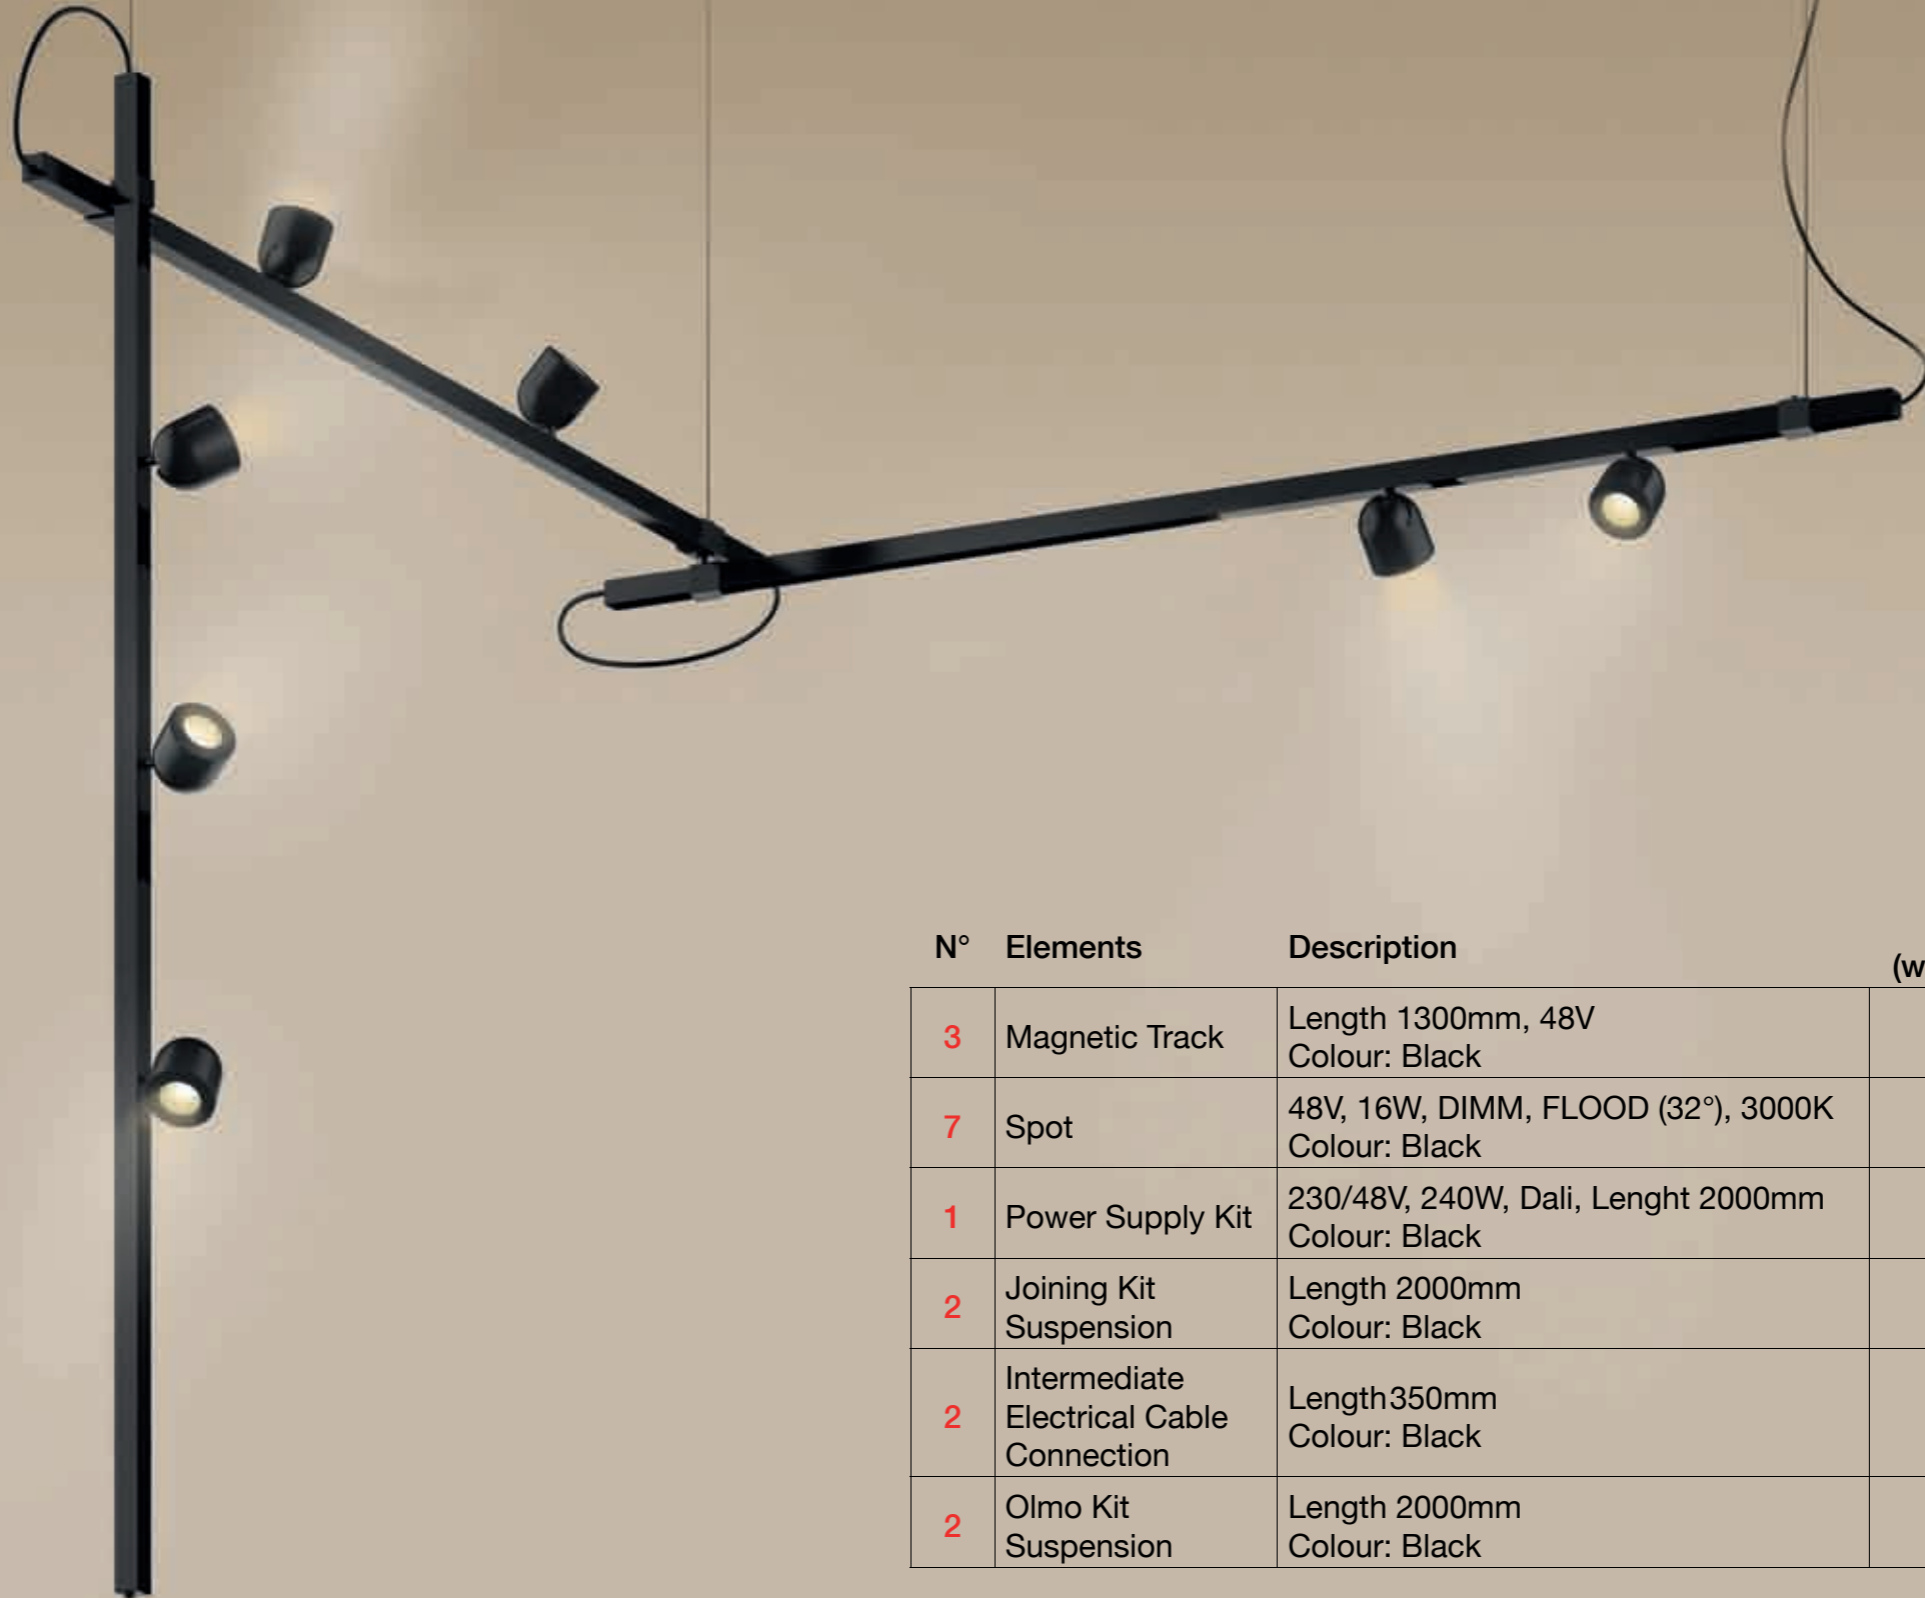 N° Elements Description
(w
3 Magnetic Track Length 1300mm, 48V
Colour: Black
7 Spot 48V, 16W, DIMM, FLOOD (32°), 3000K
Colour: Black
1 Power Supply Kit 230/48V, 240W, Dali, Lenght 2000mm
Colour: Black
2 Joining Kit
Suspension
Length 2000mm
Colour: Black
2 Intermediate
Electrical Cable
Connection
Length350mm
Colour: Black
2 Olmo Kit
Suspension
Length 2000mm
Colour: Black